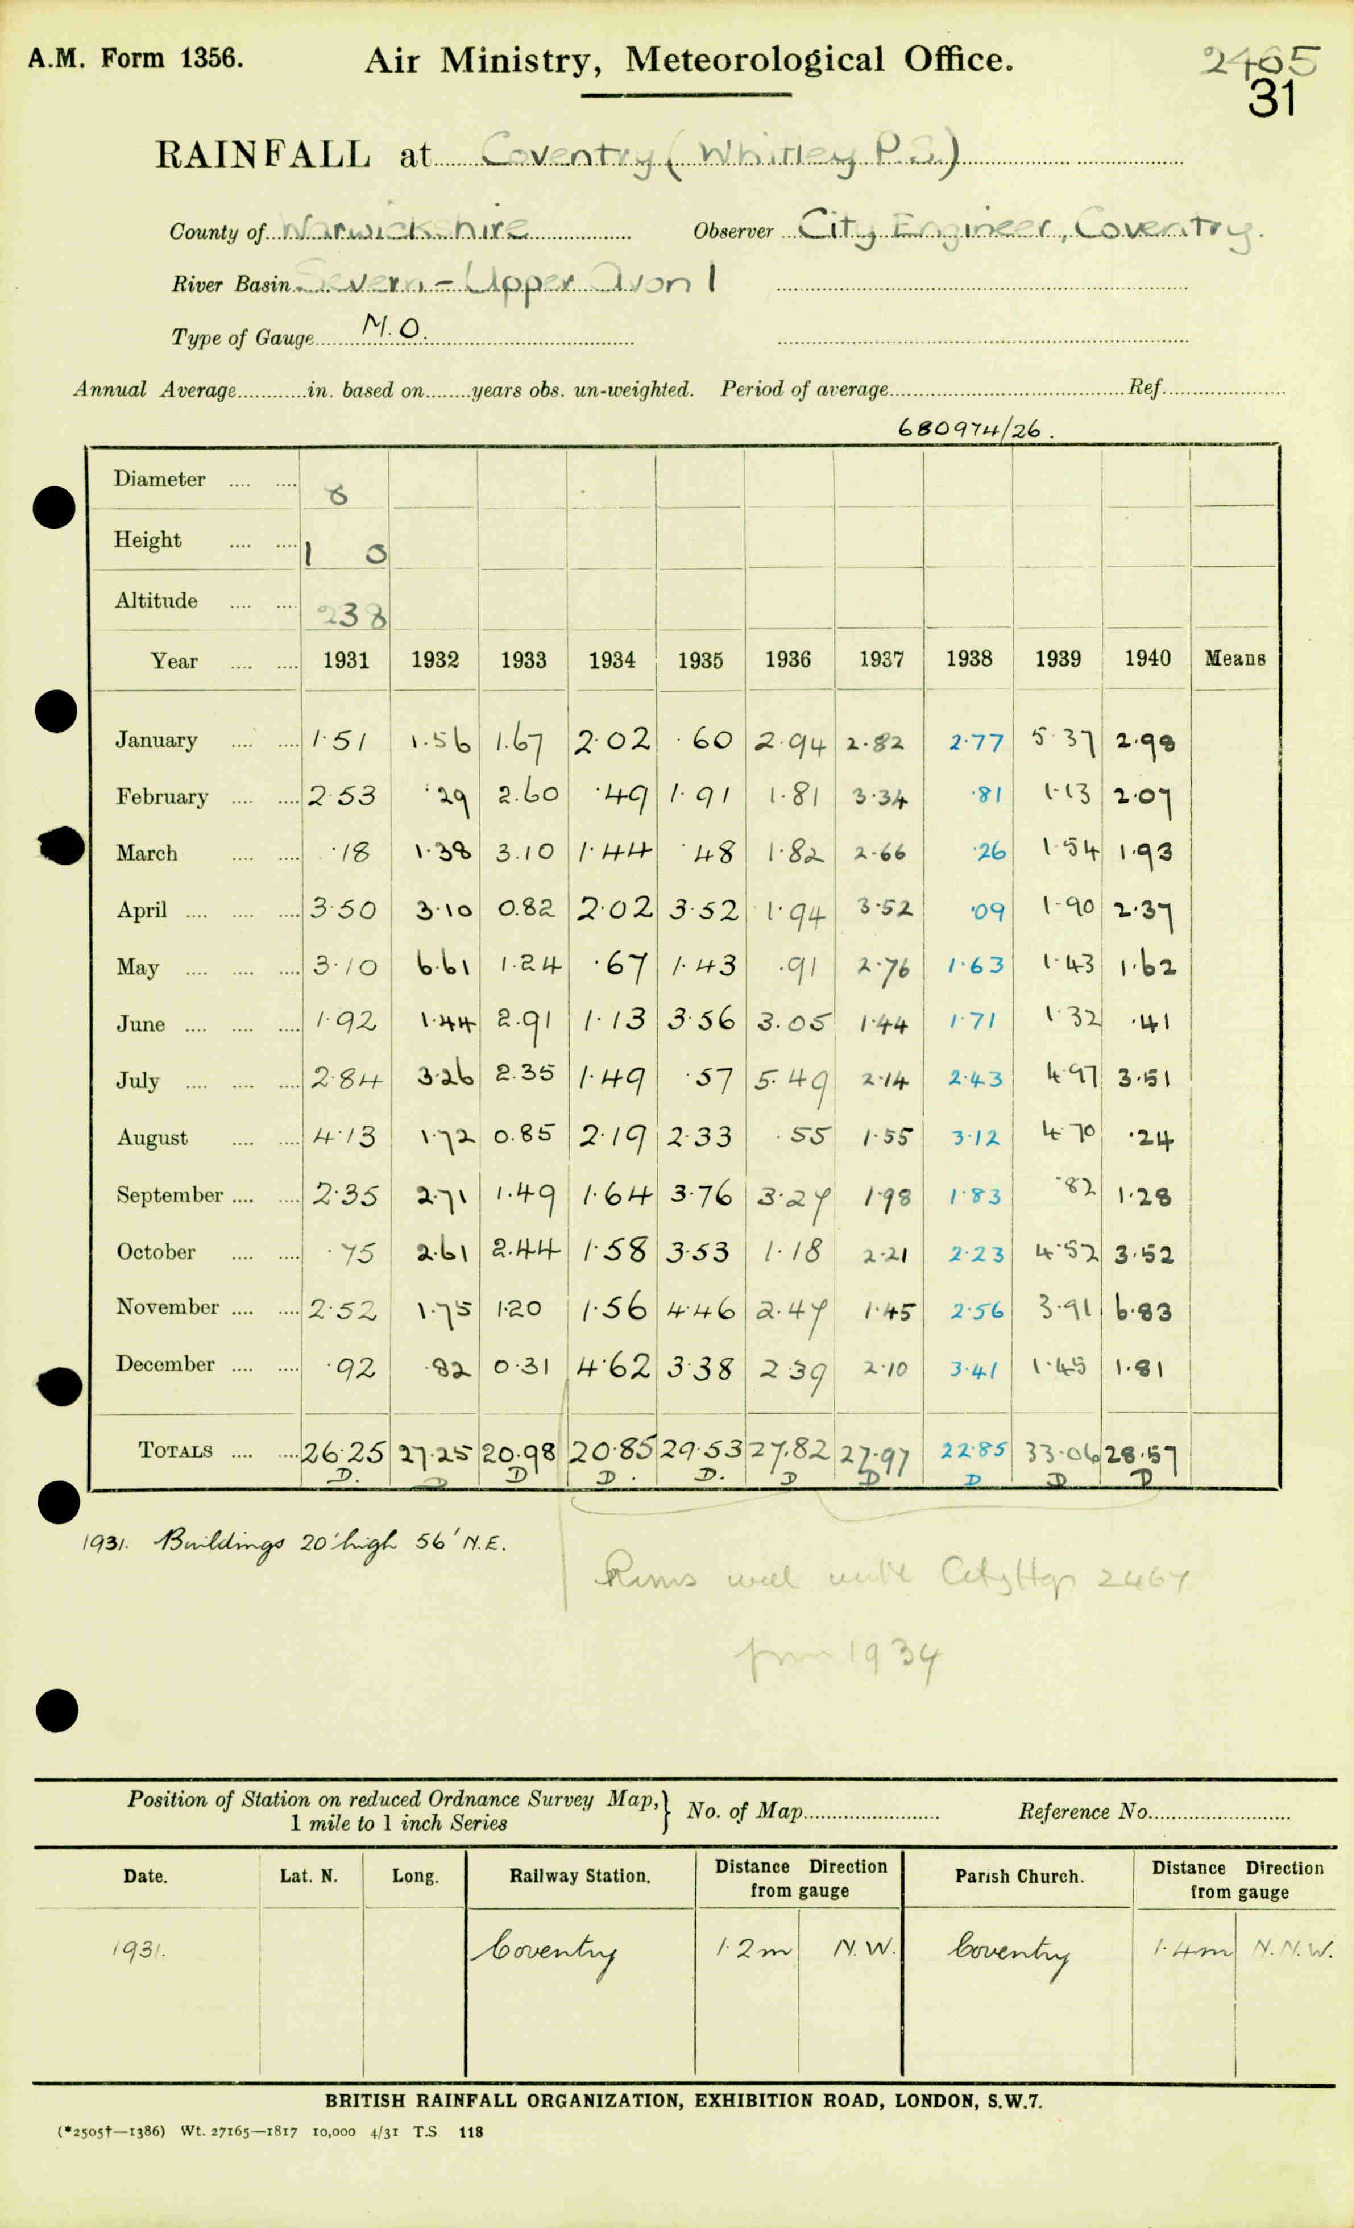 A.M. Form 1356. Air Ministry, Meteorological Office. 2465
31
RAINFALL at Coventry (Whitley P.S.)
County of Warwickshire Observer City Engineer, Coventry.
River Basin Severn - Upper Avon 1
Type of Gauge M.O.
Annual Average in. based on years obs. un-weighted. Period of average Ref.
680974/26.
Diameter 8
Height 1 0
Altitude 238
Year 1931 1932 1933 1934 1935 1936 1937 1938 1939 1940 Means
January 1.51 1.56 1.67 2.02 .60 2.94 2.82 2.77 5.37 2.98
February 2.53 .29 2.60 .49 1.91 1.81 3.34 .81 1.13 2.07
March .18 1.38 3.10 1.44 .48 1.82 2.66 .26 1.54 1.93
April 3.50 3.10 0.82 2.02 3.52 1.94 3.52 .09 1.90 2.37
May 3.10 6.61 1.24 .67 1.43 .91 2.76 1.63 1.43 1.62
June 1.92 1.44 2.91 1.13 3.56 3.05 1.44 1.71 1.32 .41
July 2.84 3.26 2.35 1.49 .57 5.49 2.14 2.43 4.97 3.51
August 4.13 1.72 0.85 2.19 2.33 .55 1.55 3.12 4.70 .24
September 2.35 2.71 1.49 1.64 3.76 3.27 1.98 1.83 .82 1.28
October .75 2.61 2.44 1.58 3.53 1.18 2.21 2.23 4.52 3.52
November 2.52 1.75 1.20 1.56 4.46 2.47 1.45 2.56 3.91 6.83
December .92 .82 0.31 4.62 3.38 2.39 2.10 3.41 1.45 1.81
TOTALS 26.25 27.25 20.98 20.85 29.53 27.82 27.97 22.85 33.06 28.57
D. D D D. D. D D D D D
1931. Buildings 20' high 56' N.E.
Runs well with City Hosp 2467
from 1934
Position of Station on reduced Ordnance Survey Map, } No. of Map Reference No.
1 mile to 1 inch Series
Date. Lat. N. Long. Railway Station. Distance Direction from gauge Parish Church. Distance Direction from gauge
1931. Coventry 1.2m N.W. Coventry 1.4m N.N.W.
BRITISH RAINFALL ORGANIZATION, EXHIBITION ROAD, LONDON, S.W.7.
(*2505†—1386) Wt. 27165—1817 10,000 4/31 T.S 118